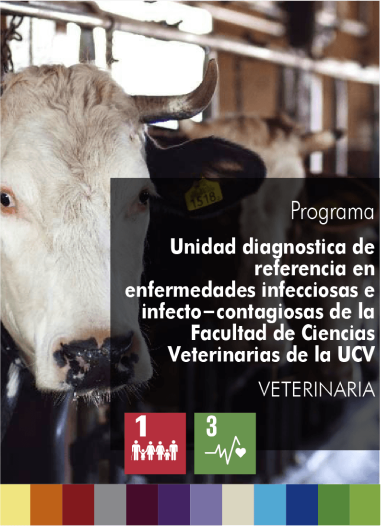 1518
Programa
Unidad diagnostica de
referencia en
enfermedades infecciosas e
infecto-contagiosas de la
Facultad de Ciencias
Veterinarias de la UCV
VETERINARIA
1
3